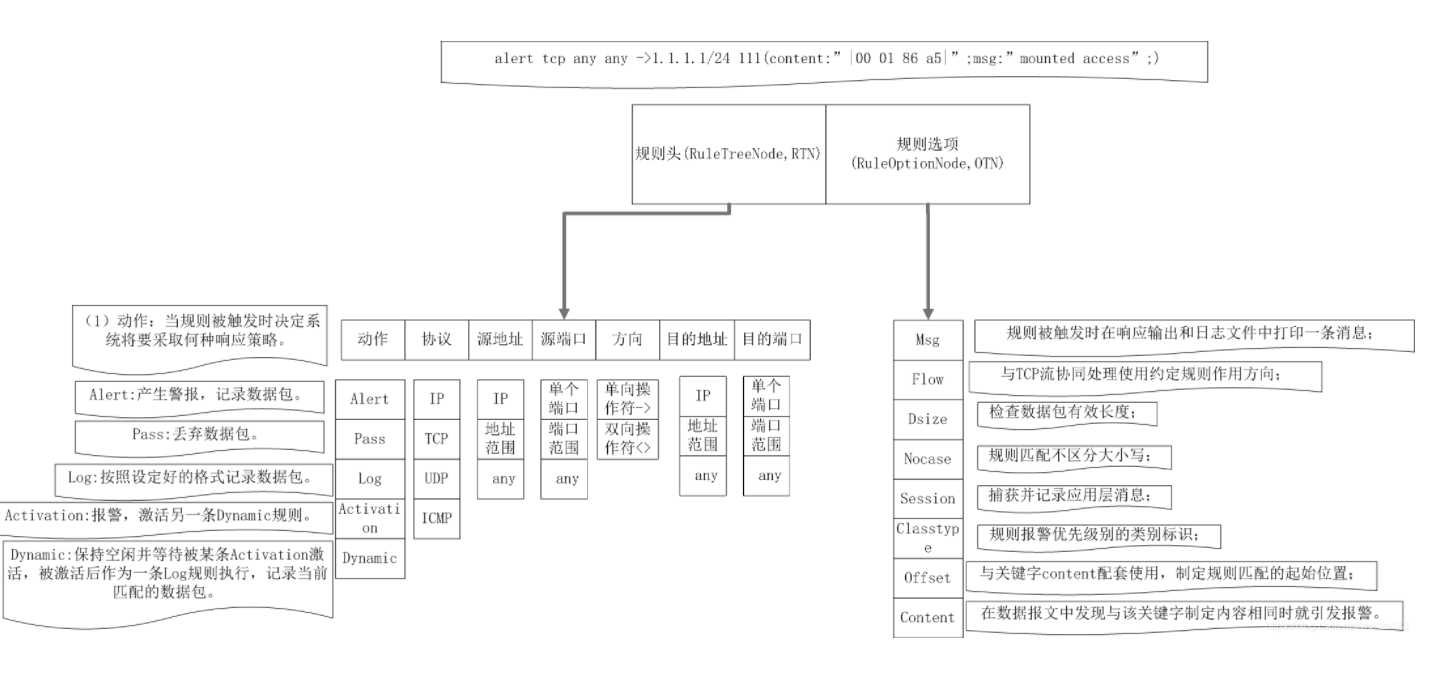 alert tcp any any ->1.1.1.1/24 111(content:”|00 01 86 a5|”;msg:”mounted access”;)
规则头(RuleTreeNode,RTN)
规则选项
(RuleOptionNode,OTN)
（1）动作：当规则被触发时决定系
统将要采取何种响应策略。
Alert:产生警报，记录数据包。
Pass:丢弃数据包。
Log:按照设定好的格式记录数据包。
Activation:报警，激活另一条Dynamic规则。
Dynamic:保持空闲并等待被某条Activation激
活，被激活后作为一条Log规则执行，记录当前
匹配的数据包。
动作 协议 源地址 源端口 方向 目的地址 目的端口
Alert
Pass
Log
Activati
on
Dynamic
IP
TCP
UDP
ICMP
IP
地址
范围
any
单个
端口
端口
范围
any
单向操
作符->
双向操
作符<>
IP
地址
范围
any
单个
端口
端口
范围
any
Msg
规则被触发时在响应输出和日志文件中打印一条消息；
Flow
与TCP流协同处理使用约定规则作用方向；
Dsize
检查数据包有效长度；
Nocase
规则匹配不区分大小写；
Session
捕获并记录应用层消息；
Classtyp
e
规则报警优先级别的类别标识；
Offset
与关键字content配套使用，制定规则匹配的起始位置；
Content
在数据报文中发现与该关键字制定内容相同时就引发报警。